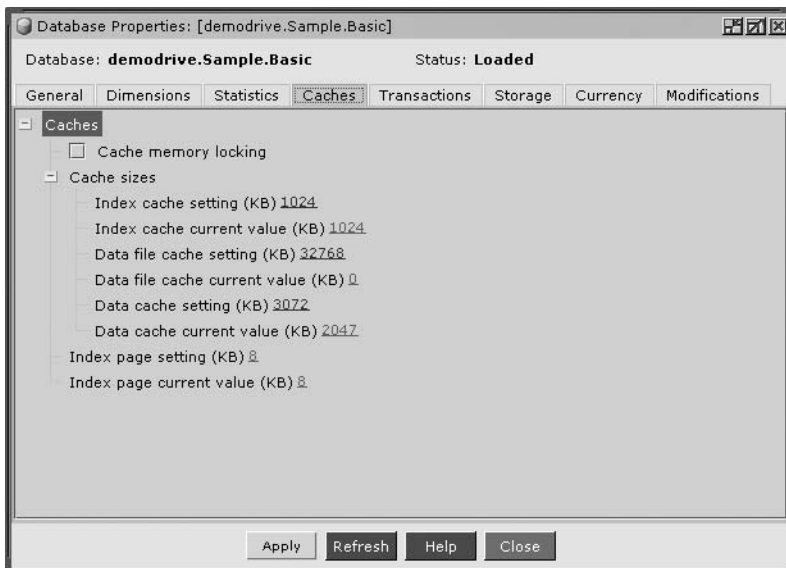 Database Properties: [demodrive.Sample.Basic]
Database: demodrive.Sample.Basic Status: Loaded
General Dimensions Statistics Caches Transactions Storage Currency Modifications
Caches
Cache memory locking
Cache sizes
Index cache setting (KB) 1024
Index cache current value (KB) 1024
Data file cache setting (KB) 32768
Data file cache current value (KB) 0
Data cache setting (KB) 3072
Data cache current value (KB) 2047
Index page setting (KB) 8
Index page current value (KB) 8
Apply Refresh Help Close